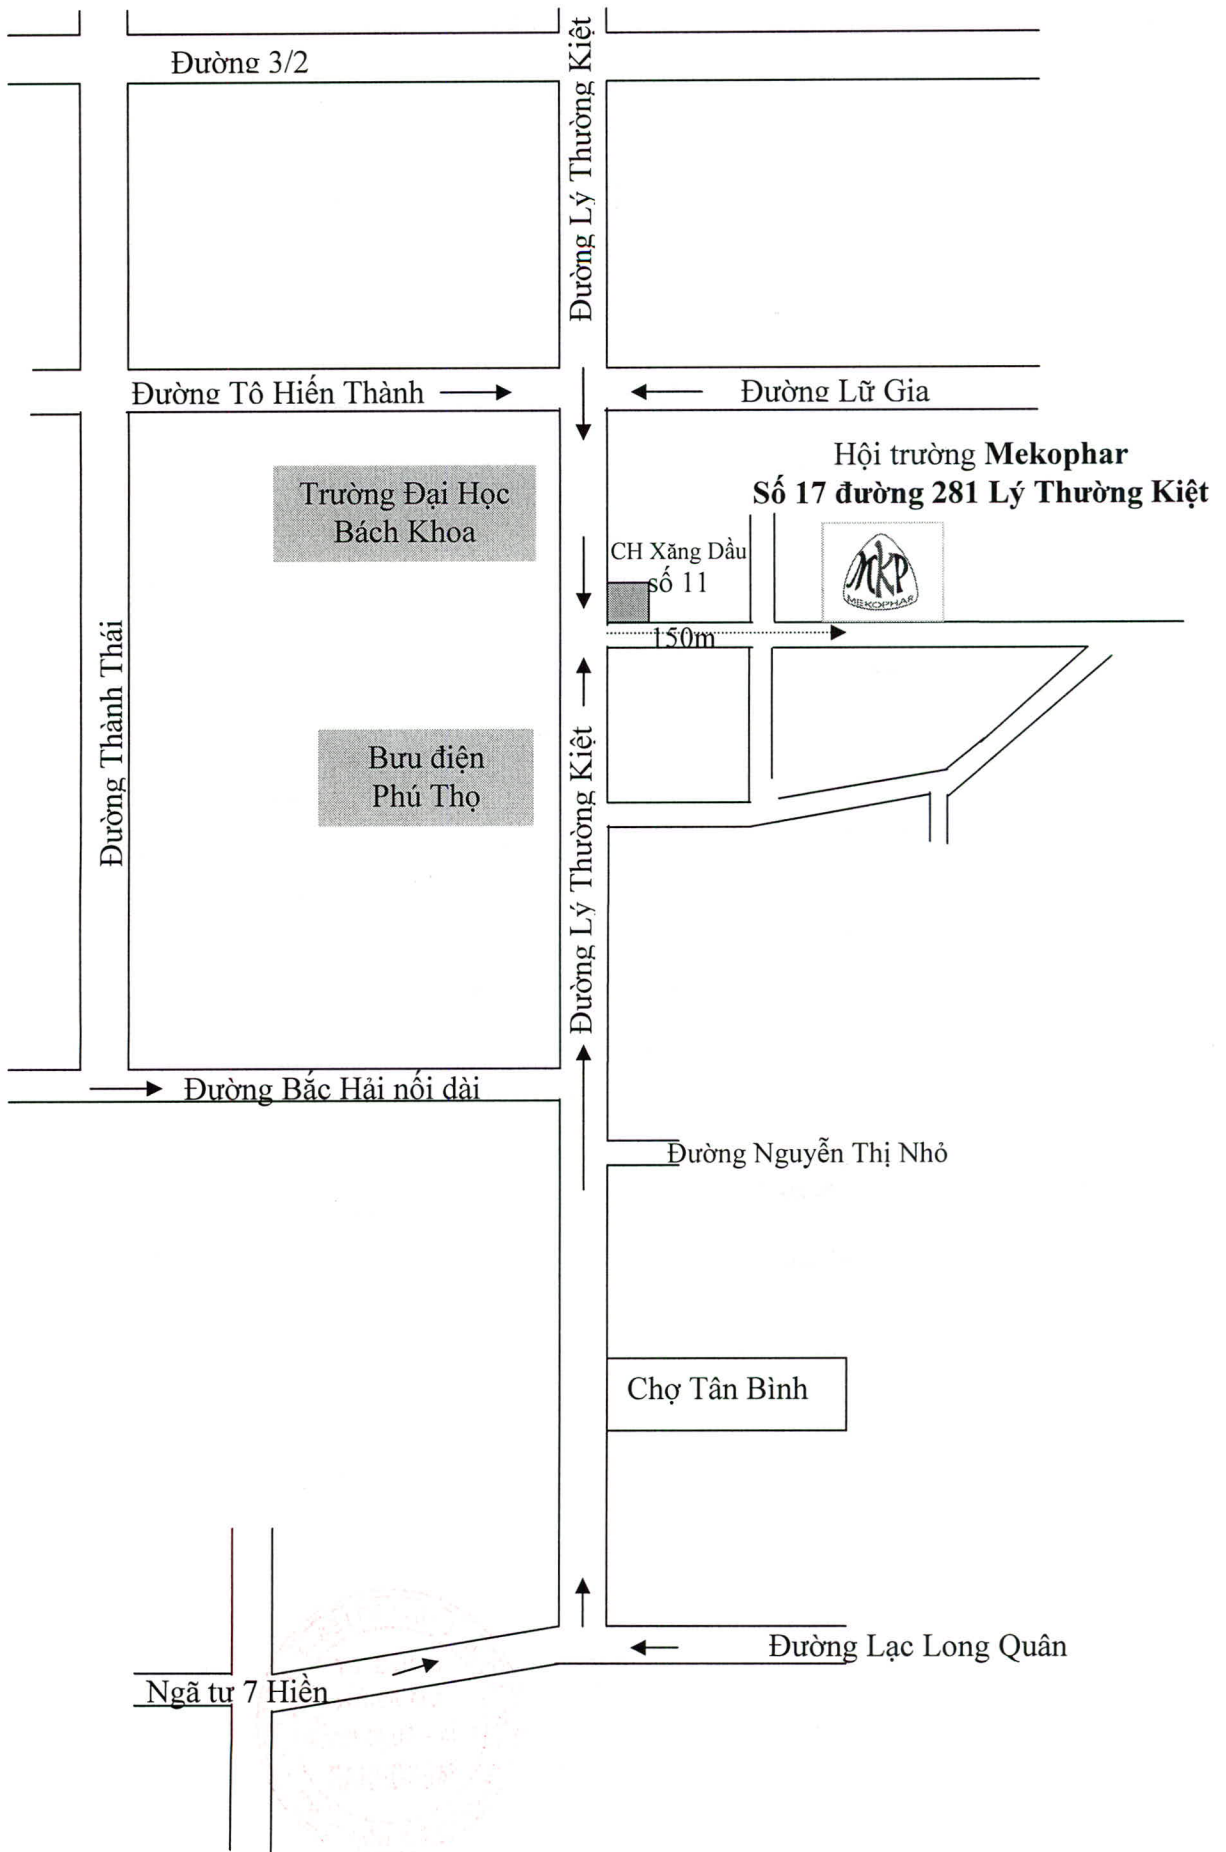 Đường 3/2
Đường Lý Thường Kiệt
Đường Tô Hiến Thành
Đường Lữ Gia
Hội trường Mekophar
Số 17 đường 281 Lý Thường Kiệt
Trường Đại Học
Bách Khoa
CH Xăng Dầu
số 11
MKP
MEKOPHAR
150m
Đường Thành Thái
Bưu điện
Phú Thọ
Đường Lý Thường Kiệt
Đường Bắc Hải nối dài
Đường Nguyễn Thị Nhỏ
Chợ Tân Bình
Đường Lạc Long Quân
Ngã tư 7 Hiền